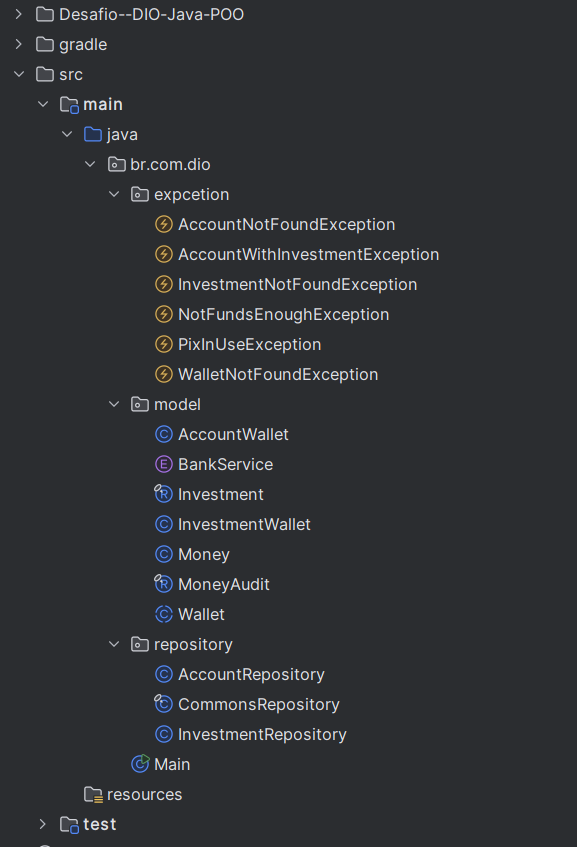 Desafio--DIO-Java-POO
gradle
src
main
java
br.com.dio
expcetion
AccountNotFoundException
AccountWithInvestmentException
InvestmentNotFoundException
NotFundsEnoughException
PixInUseException
WalletNotFoundException
model
AccountWallet
BankService
Investment
InvestmentWallet
Money
MoneyAudit
Wallet
repository
AccountRepository
CommonsRepository
InvestmentRepository
Main
resources
test